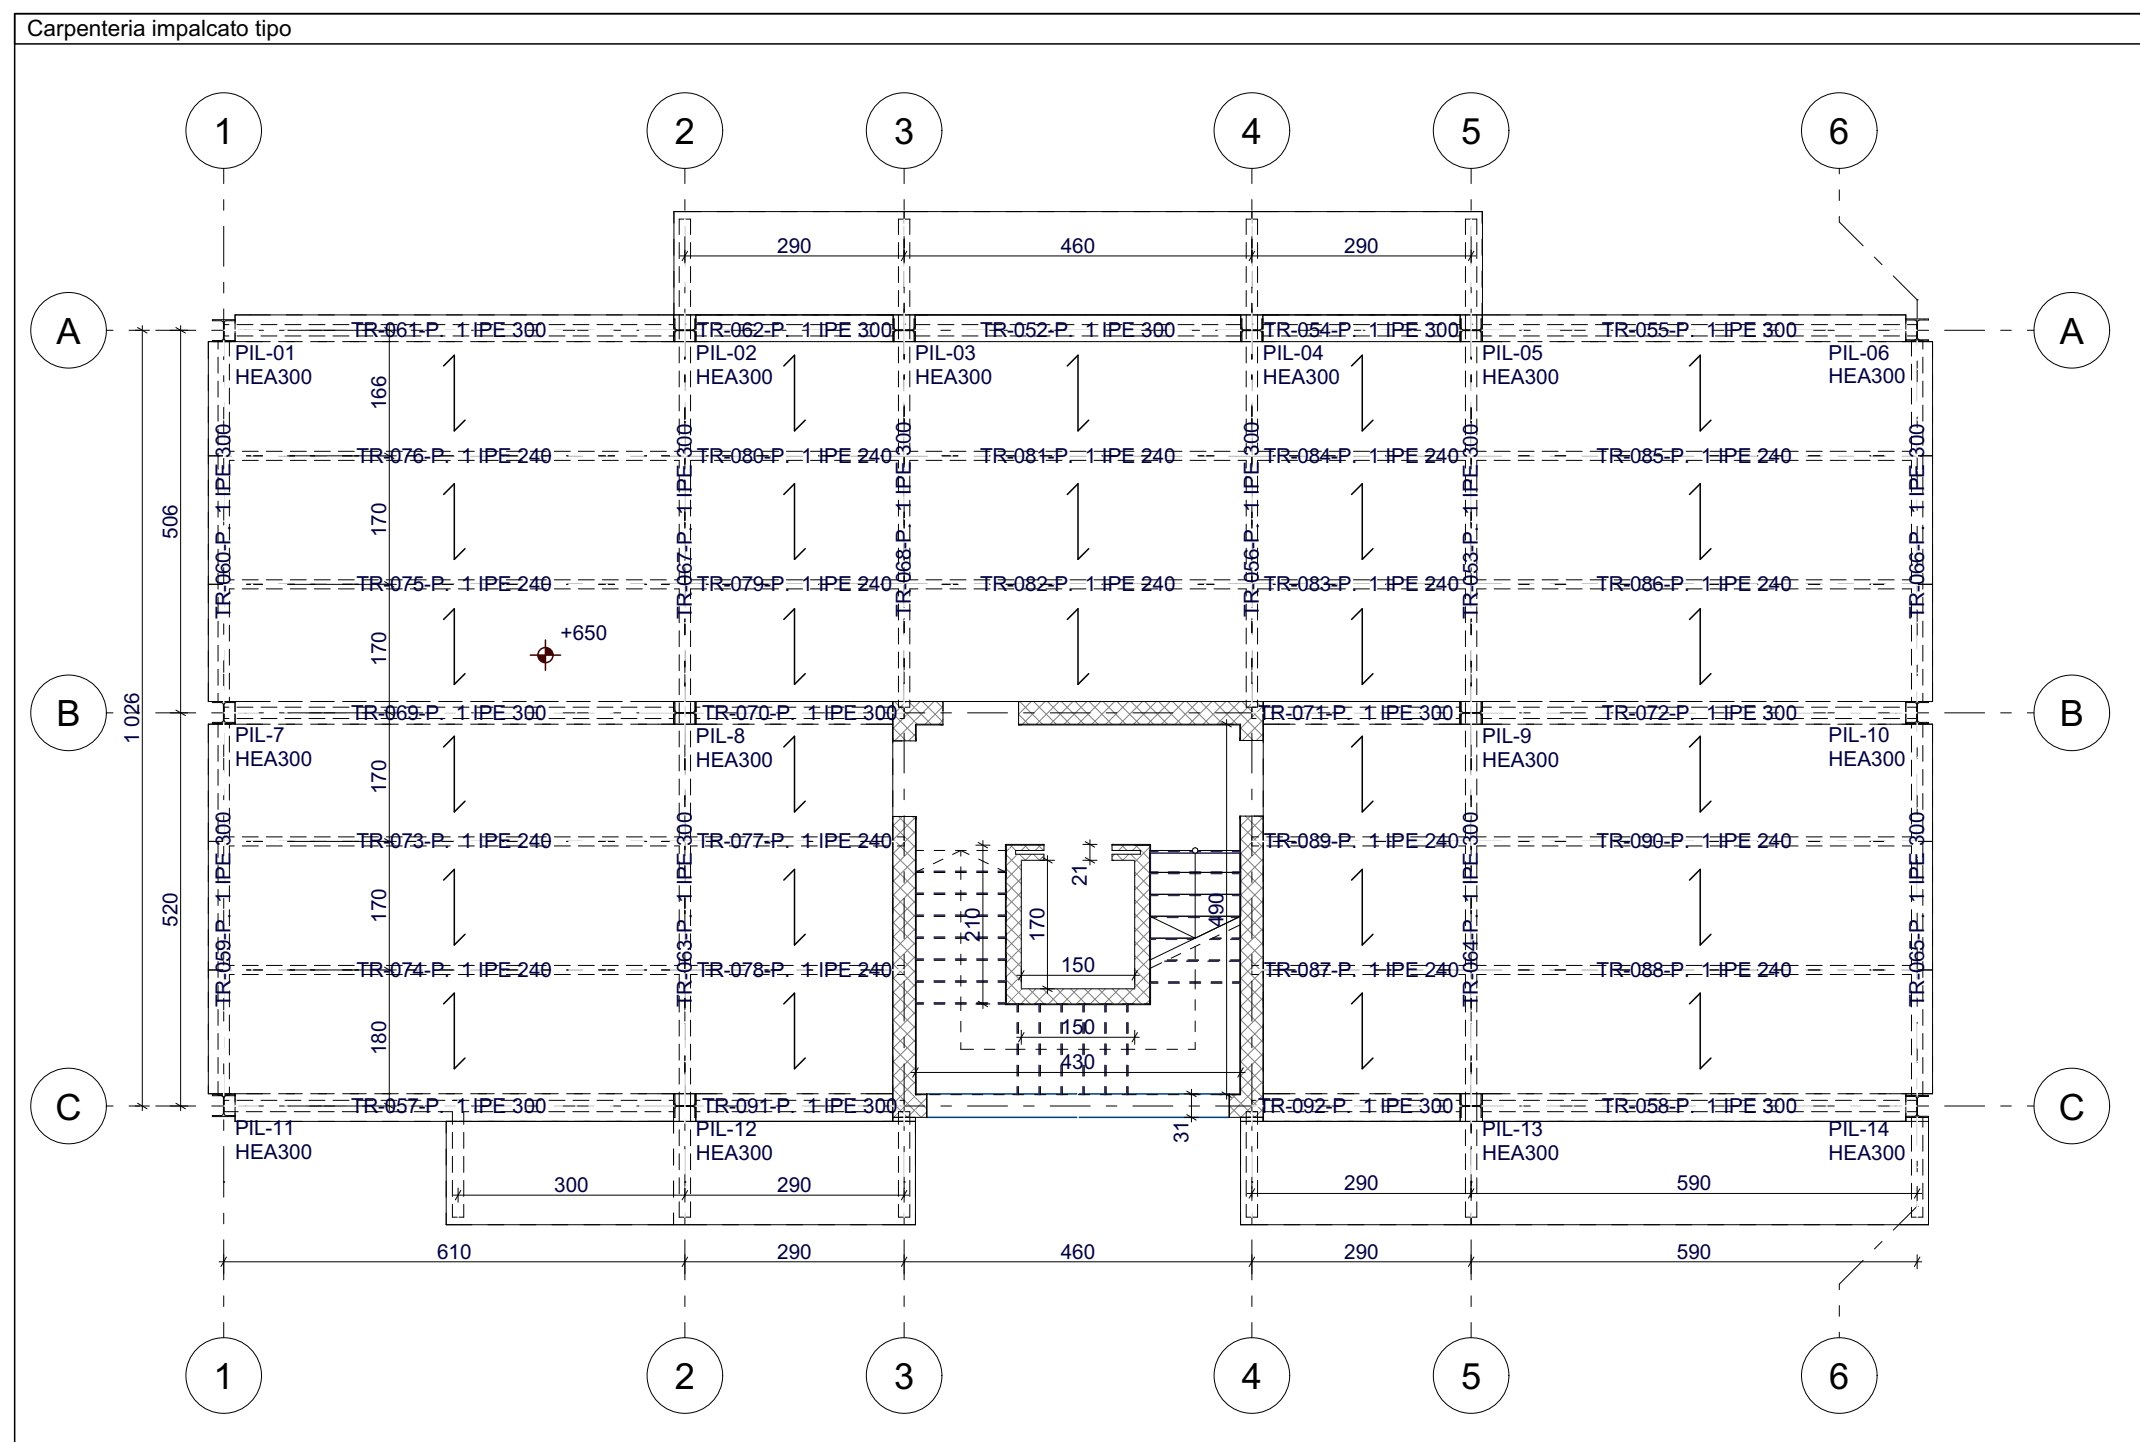 Carpenteria impalcato tipo
1 2 3 4 5 6
290 460 290
A TR-061-P. 1 IPE 300 TR-062-P. 1 IPE 300 TR-052-P. 1 IPE 300 TR-054-P. 1 IPE 300 TR-055-P. 1 IPE 300 A
PIL-01 PIL-02 PIL-03 PIL-04 PIL-05 PIL-06
HEA300 HEA300 HEA300 HEA300 HEA300 HEA300
166
TR-076-P. 1 IPE 240 TR-080-P. 1 IPE 240 TR-081-P. 1 IPE 240 TR-084-P. 1 IPE 240 TR-085-P. 1 IPE 240
TR-060-P. 1 IPE 300 TR-067-P. 1 IPE 300 TR-068-P. 1 IPE 300 TR-056-P. 1 IPE 300 TR-053-P. 1 IPE 300 TR-066-P. 1 IPE 300
506 170
TR-075-P. 1 IPE 240 TR-079-P. 1 IPE 240 TR-082-P. 1 IPE 240 TR-083-P. 1 IPE 240 TR-086-P. 1 IPE 240
+650
170
1 026
B TR-069-P. 1 IPE 300 TR-070-P. 1 IPE 300 TR-071-P. 1 IPE 300 TR-072-P. 1 IPE 300 B
PIL-7 PIL-8 PIL-9 PIL-10
HEA300 HEA300 HEA300 HEA300
170
TR-073-P. 1 IPE 240 TR-077-P. 1 IPE 240 TR-089-P. 1 IPE 240 TR-090-P. 1 IPE 240
TR-059-P. 1 IPE 300 TR-063-P. 1 IPE 300 TR-064-P. 1 IPE 300 TR-065-P. 1 IPE 300
21
520 170 210 170 490
150
TR-074-P. 1 IPE 240 TR-078-P. 1 IPE 240 TR-087-P. 1 IPE 240 TR-088-P. 1 IPE 240
180 150
430
C TR-057-P. 1 IPE 300 TR-091-P. 1 IPE 300 TR-092-P. 1 IPE 300 TR-058-P. 1 IPE 300 C
31
PIL-11 PIL-12 PIL-13 PIL-14
HEA300 HEA300 HEA300 HEA300
300 290 290 590
610 290 460 290 590
1 2 3 4 5 6